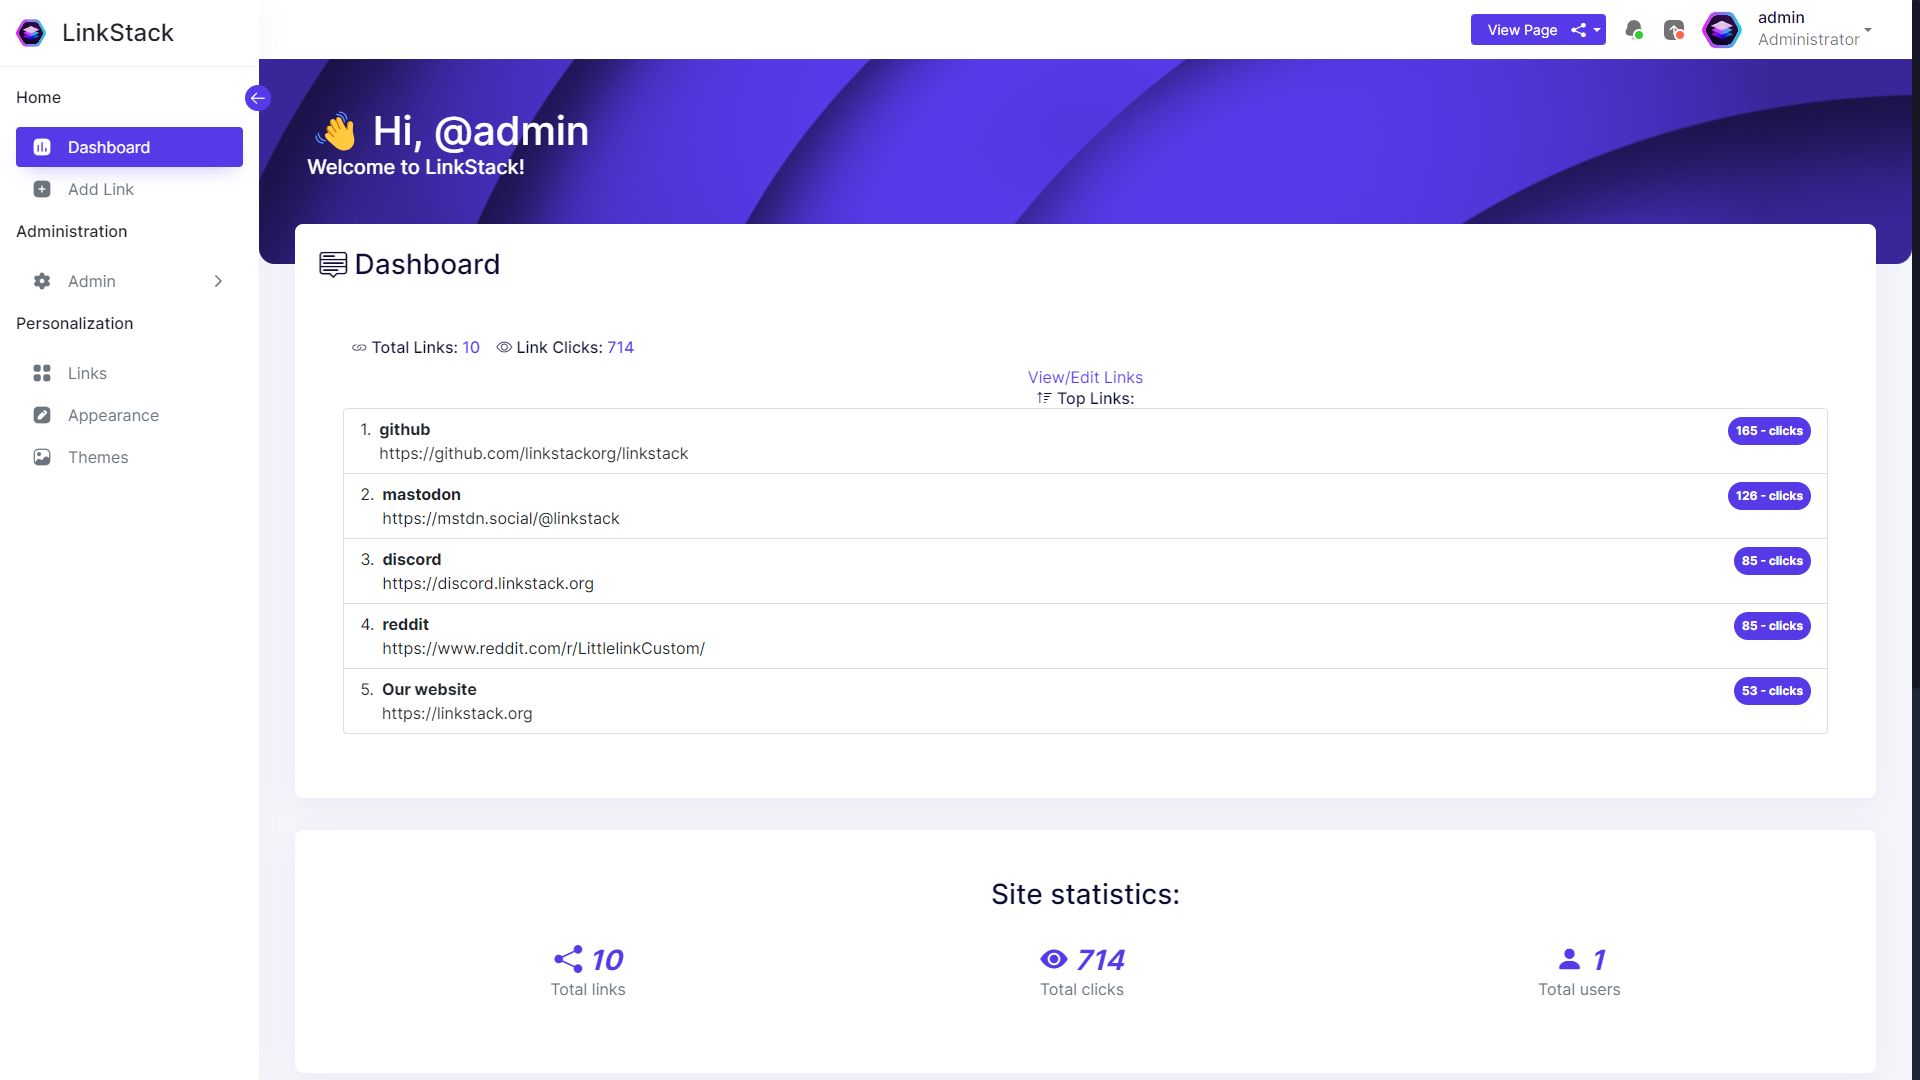 LinkStack
View Page
admin
Administrator
Home
Dashboard
Add Link
Administration
Admin
Personalization
Links
Appearance
Themes
Hi, @admin
Welcome to LinkStack!
Dashboard
Total Links: 10 Link Clicks: 714
View/Edit Links
Top Links:
1. github
https://github.com/linkstackorg/linkstack
165 - clicks
2. mastodon
https://mstdn.social/@linkstack
126 - clicks
3. discord
https://discord.linkstack.org
85 - clicks
4. reddit
https://www.reddit.com/r/LittlelinkCustom/
85 - clicks
5. Our website
https://linkstack.org
53 - clicks
Site statistics:
10
Total links
714
Total clicks
1
Total users